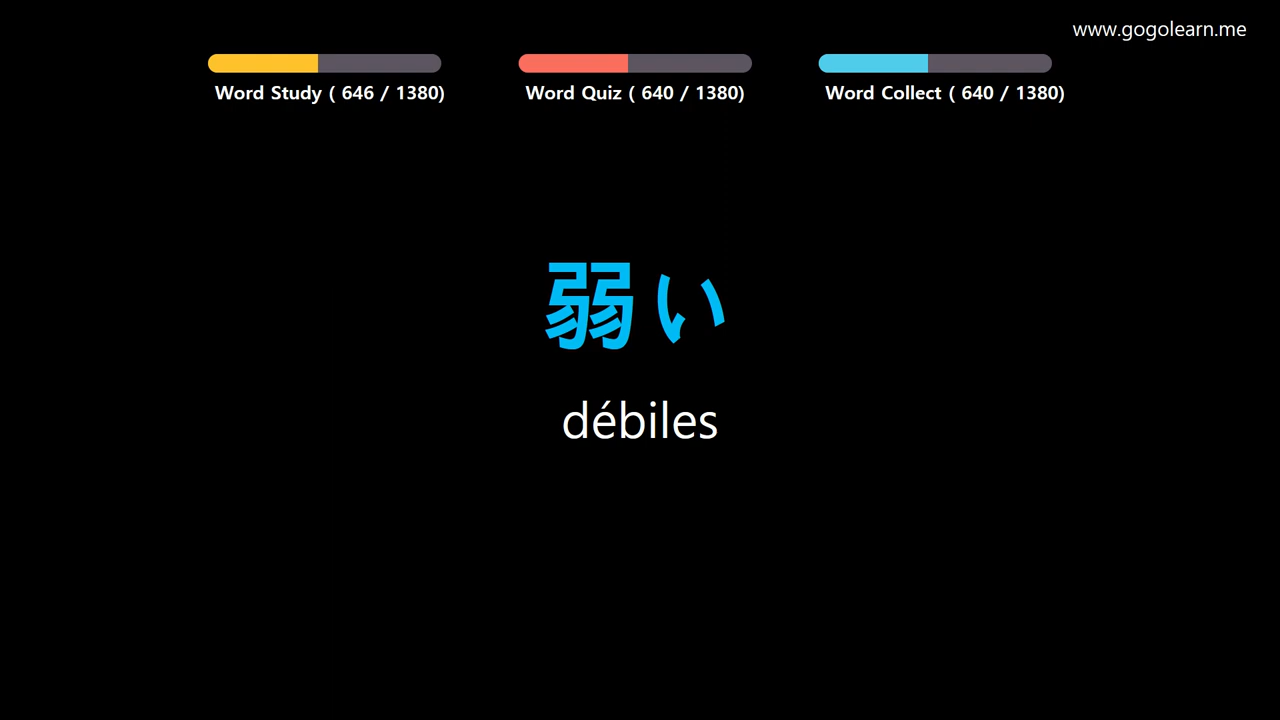 www.gogolearn.me
Word Study ( 646 / 1380)
Word Quiz ( 640 / 1380)
Word Collect ( 640 / 1380)
弱い
débiles